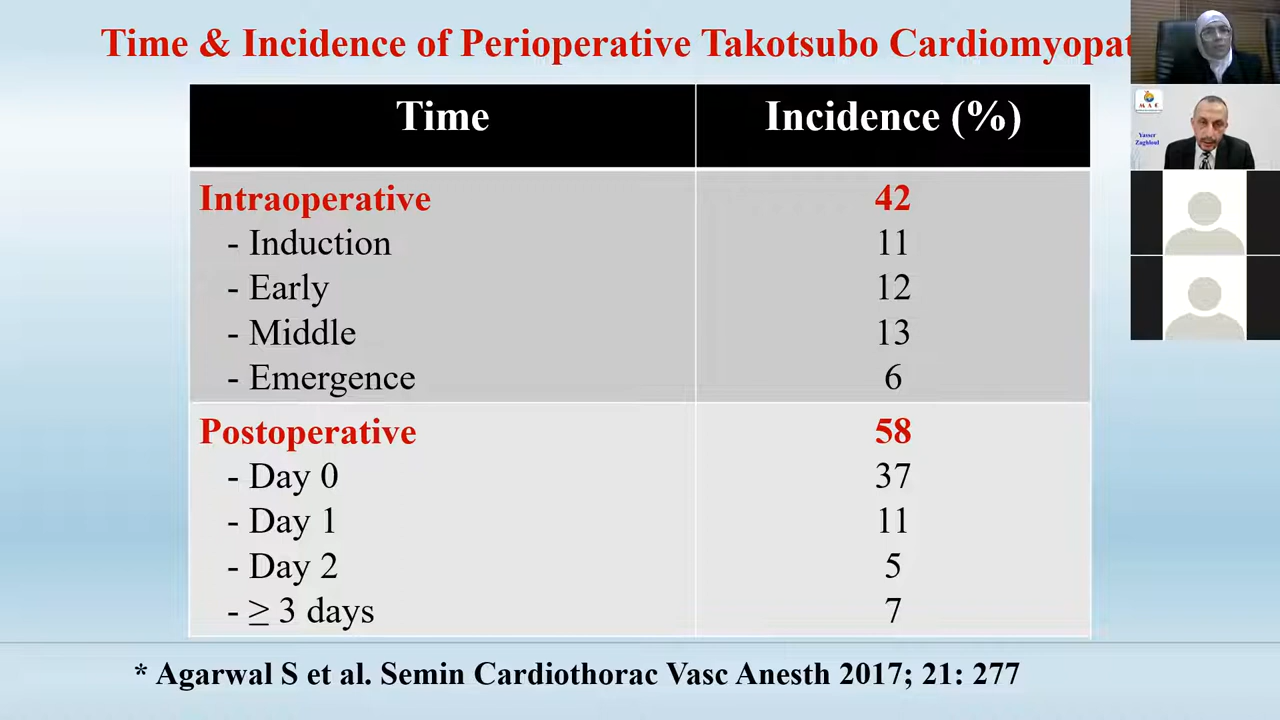 Time & Incidence of Perioperative Takotsubo Cardiomyopat
Time Incidence (%)
Intraoperative 42
- Induction 11
- Early 12
- Middle 13
- Emergence 6
Postoperative 58
- Day 0 37
- Day 1 11
- Day 2 5
- ≥ 3 days 7
* Agarwal S et al. Semin Cardiothorac Vasc Anesth 2017; 21: 277
M A C
Yasser
Zaghloul